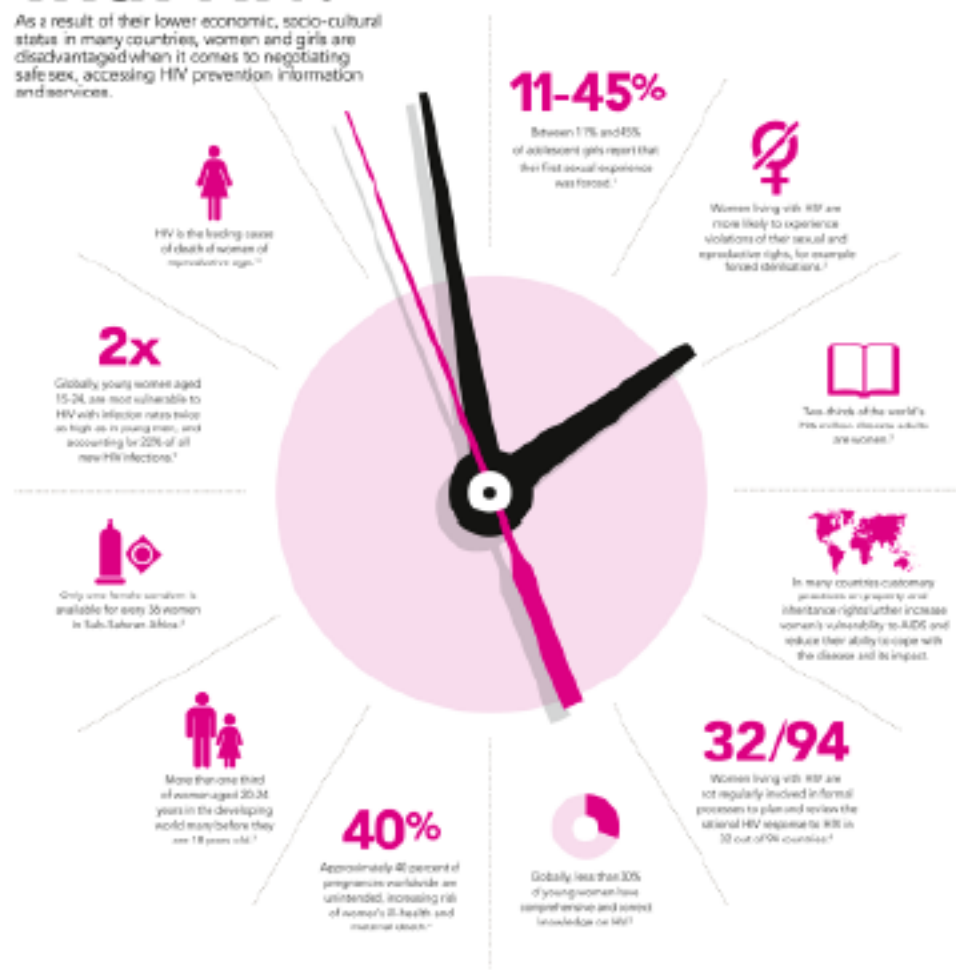 As a result of their lower economic, socio-cultural
status in many countries, women and girls are
disadvantaged when it comes to negotiating
safe sex, accessing HIV prevention information
and services.
11-45%
Between 11% and 45%
of adolescent girls report that
their first sexual experience
was forced.
Women living with HIV are
more likely to experience
violations of their sexual and
reproductive rights, for example
forced sterilisations.
Two-thirds of the world's
illiterate adults
are women.
In many countries customary
practices on property and
inheritance rights further increase
women's vulnerability to AIDS and
reduce their ability to cope with
the disease and its impact.
32/94
Women living with HIV are
not regularly involved in formal
processes to plan and review the
national HIV response to HIV in
32 out of 94 countries.
Globally, less than 30%
of young women have
comprehensive and correct
knowledge on HIV
40%
Approximately 40 percent of
pregnancies worldwide are
unintended, increasing risk
of women's ill-health and
maternal death.
More than one third
of women aged 20-24
years in the developing
world marry before they
are 18 years old.
Only one female condom is
available for every 36 women
in Sub-Saharan Africa.
2x
Globally, young women aged
15-24, are most vulnerable to
HIV with infection rates twice
as high as in young men, and
accounting for 22% of all
new HIV infections.
HIV is the leading cause
of death of women of
reproductive age.